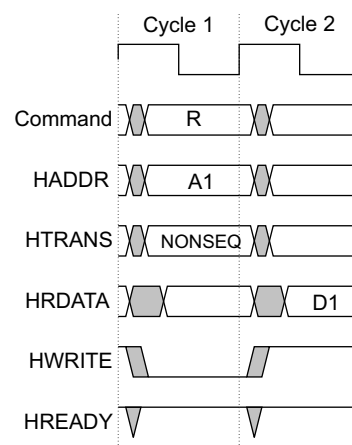 Cycle 1 Cycle 2
Command R
HADDR A1
HTRANS NONSEQ
HRDATA D1
HWRITE
HREADY